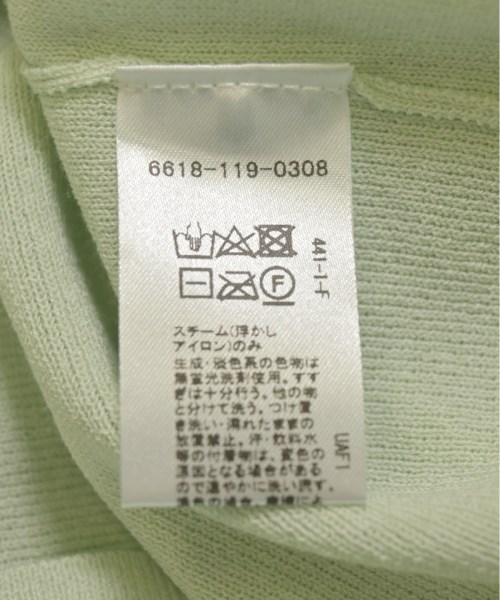 6618-119-0308
441-1-F
F
スチーム(浮かし
アイロン)のみ
生成・淡色系の色物は
無蛍光洗剤使用。すす
ぎは十分行う。他の物
と分けて洗う。つけ置
き洗い・濡れたままの
放置禁止。汗・飲料水
等の付着物は、変色の
原因となる場合がある
ので速やかに洗い流す。
UAF1